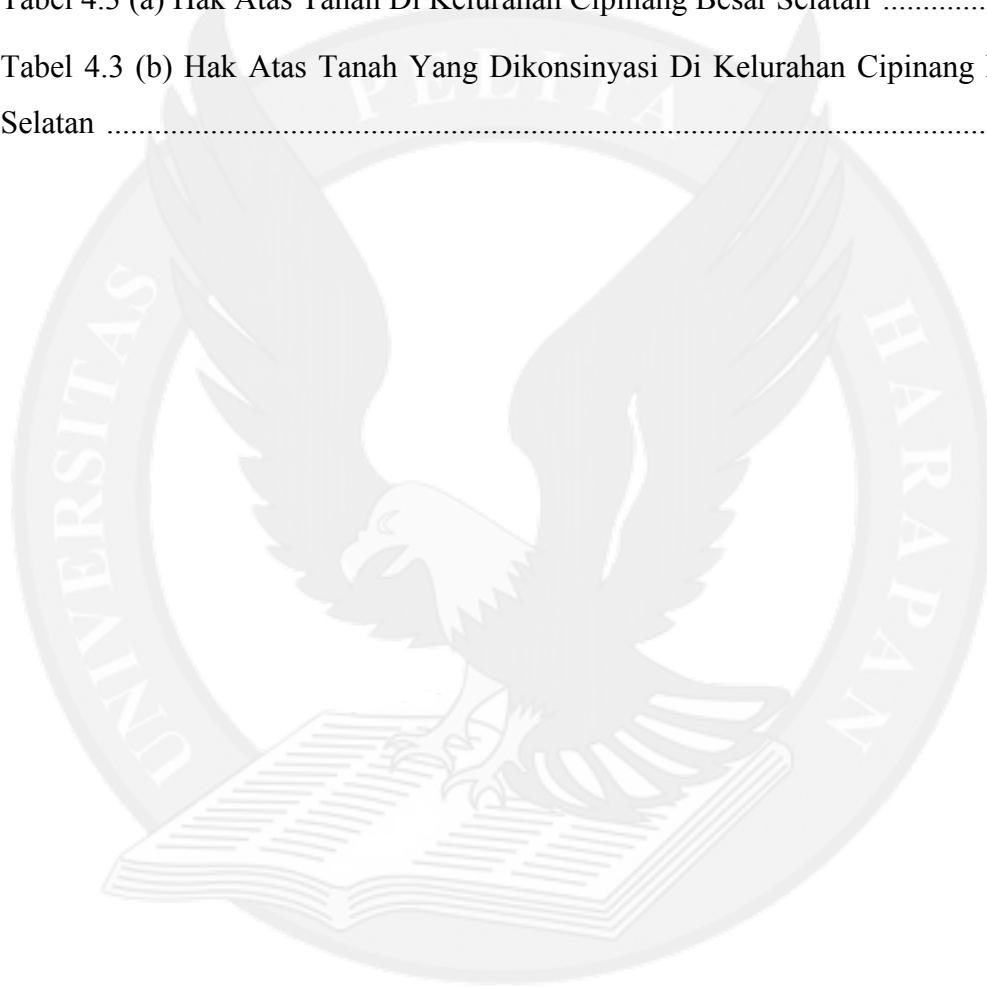 Tabel 4.3 (a) Hak Atas Tanah Di Kelurahan Cipinang Besar Selatan ..............
Tabel 4.3 (b) Hak Atas Tanah Yang Dikonsinyasi Di Kelurahan Cipinang
Selatan ...............................................................................................................
UNIVERSITAS PELITA HARAPAN